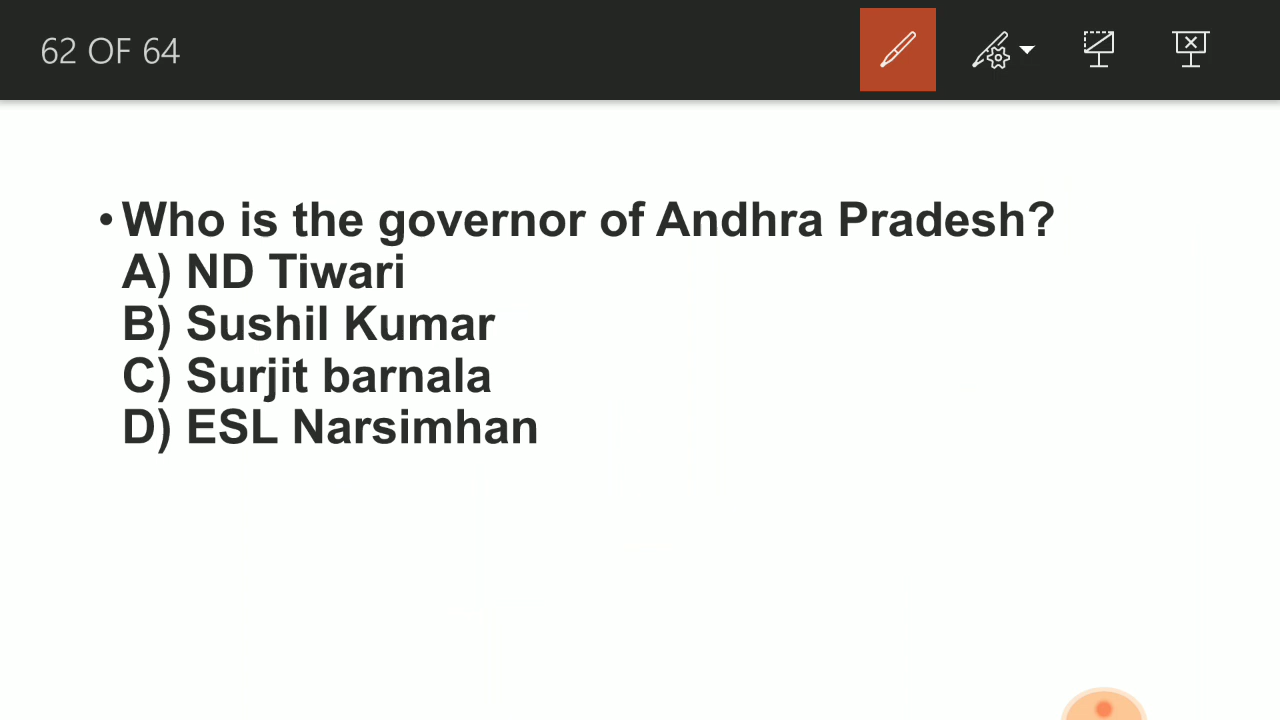 62 OF 64
• Who is the governor of Andhra Pradesh?
A) ND Tiwari
B) Sushil Kumar
C) Surjit barnala
D) ESL Narsimhan